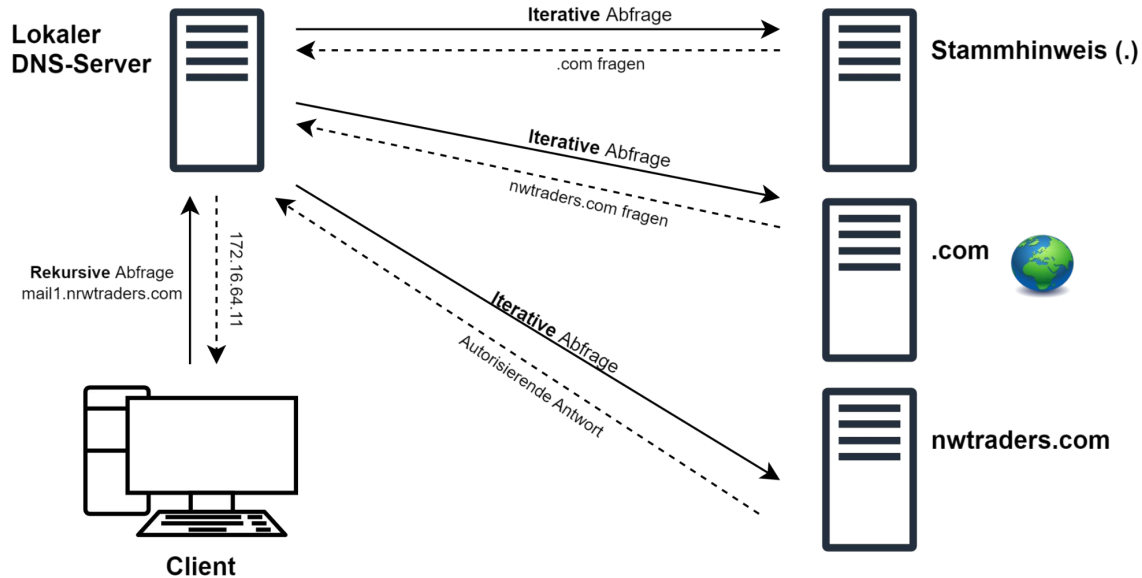 Lokaler
DNS-Server
Iterative Abfrage
.com fragen
Stammhinweis (.)
Iterative Abfrage
nwtraders.com fragen
.com
Rekursive Abfrage
mail1.nrwtraders.com
172.16.64.11
Iterative Abfrage
Autorisierende Antwort
nwtraders.com
Client